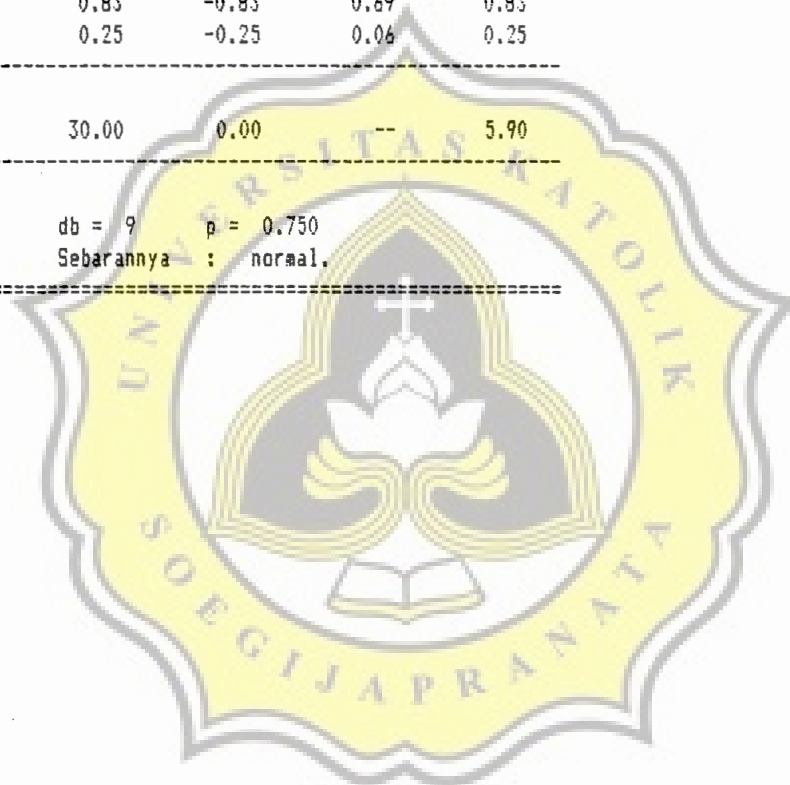 0.83 -0.83 0.69 0.83
0.25 -0.25 0.06 0.25
--------------------------------
30.00 0.00 -- 5.90
--------------------------------
db = 9 p = 0.750
Sebarannya : normal.
================================
UNIVERSITAS KATOLIK
SOEGIJAPRANATA